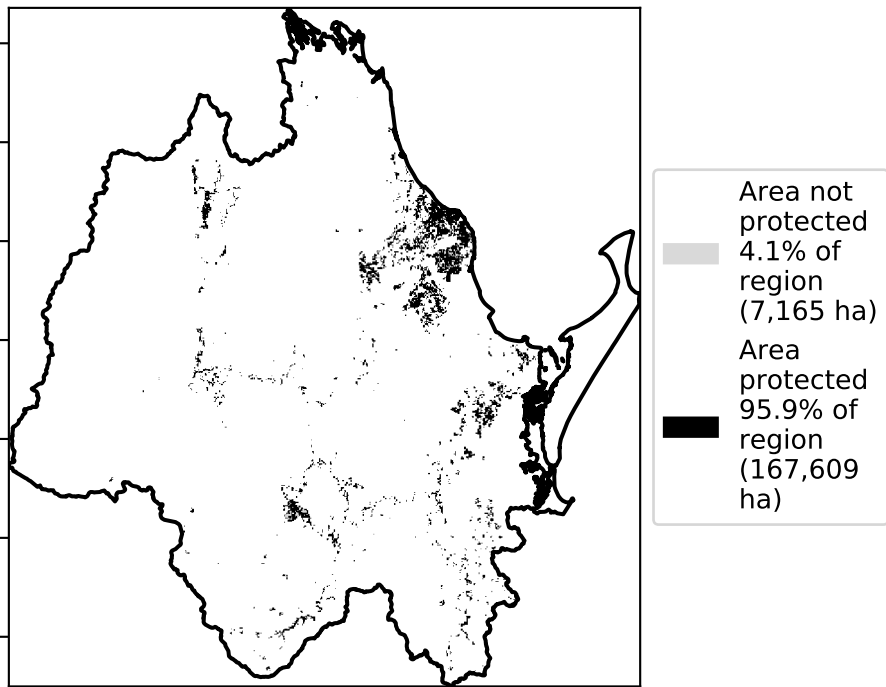 Area not
protected
4.1% of
region
(7,165 ha)
Area
protected
95.9% of
region
(167,609
ha)